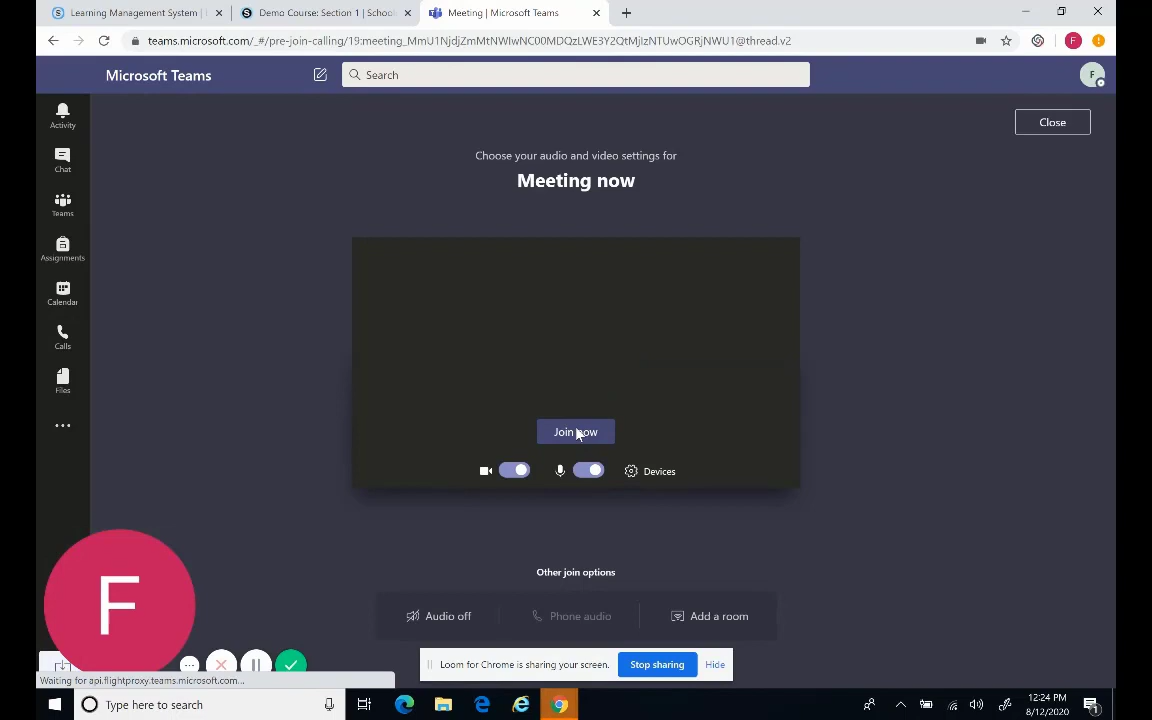 Learning Management System |
Demo Course: Section 1 | School
Meeting | Microsoft Teams
teams.microsoft.com/_#/pre-join-calling/19:meeting_MmU1NjdjZmMtNWIwNC00MDQzLWE3Y2QtMjIzNTUwOGRjNWU1@thread.v2
F
Microsoft Teams
Search
F
Activity
Chat
Teams
Assignments
Calendar
Calls
Files
Close
Choose your audio and video settings for
Meeting now
Join now
Devices
Other join options
Audio off
Phone audio
Add a room
F
Loom for Chrome is sharing your screen.
Stop sharing
Hide
Waiting for api.flightproxy.teams.microsoft.com...
Type here to search
12:24 PM
8/12/2020
1